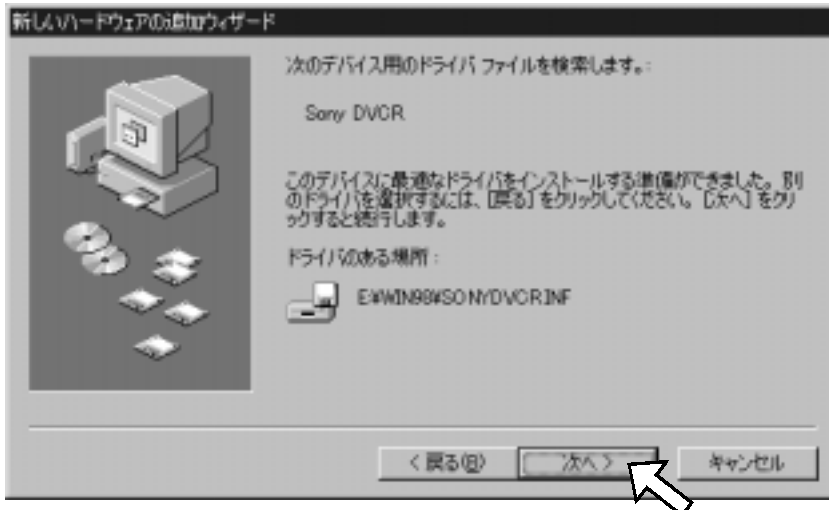 新しいハードウェアの追加ウィザード
次のデバイス用のドライバ ファイルを検索します。:
Sony DVCR
このデバイスに最適なドライバをインストールする準備ができました。別
のドライバを選択するには、[戻る] をクリックしてください。[次へ] をクリ
ックすると続行します。
ドライバのある場所:
E:¥WIN98¥SONYDVCR.INF
< 戻る(B) 次へ > キャンセル